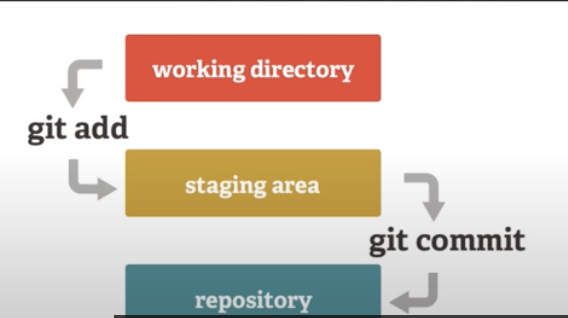 working directory
git add
staging area
git commit
repository